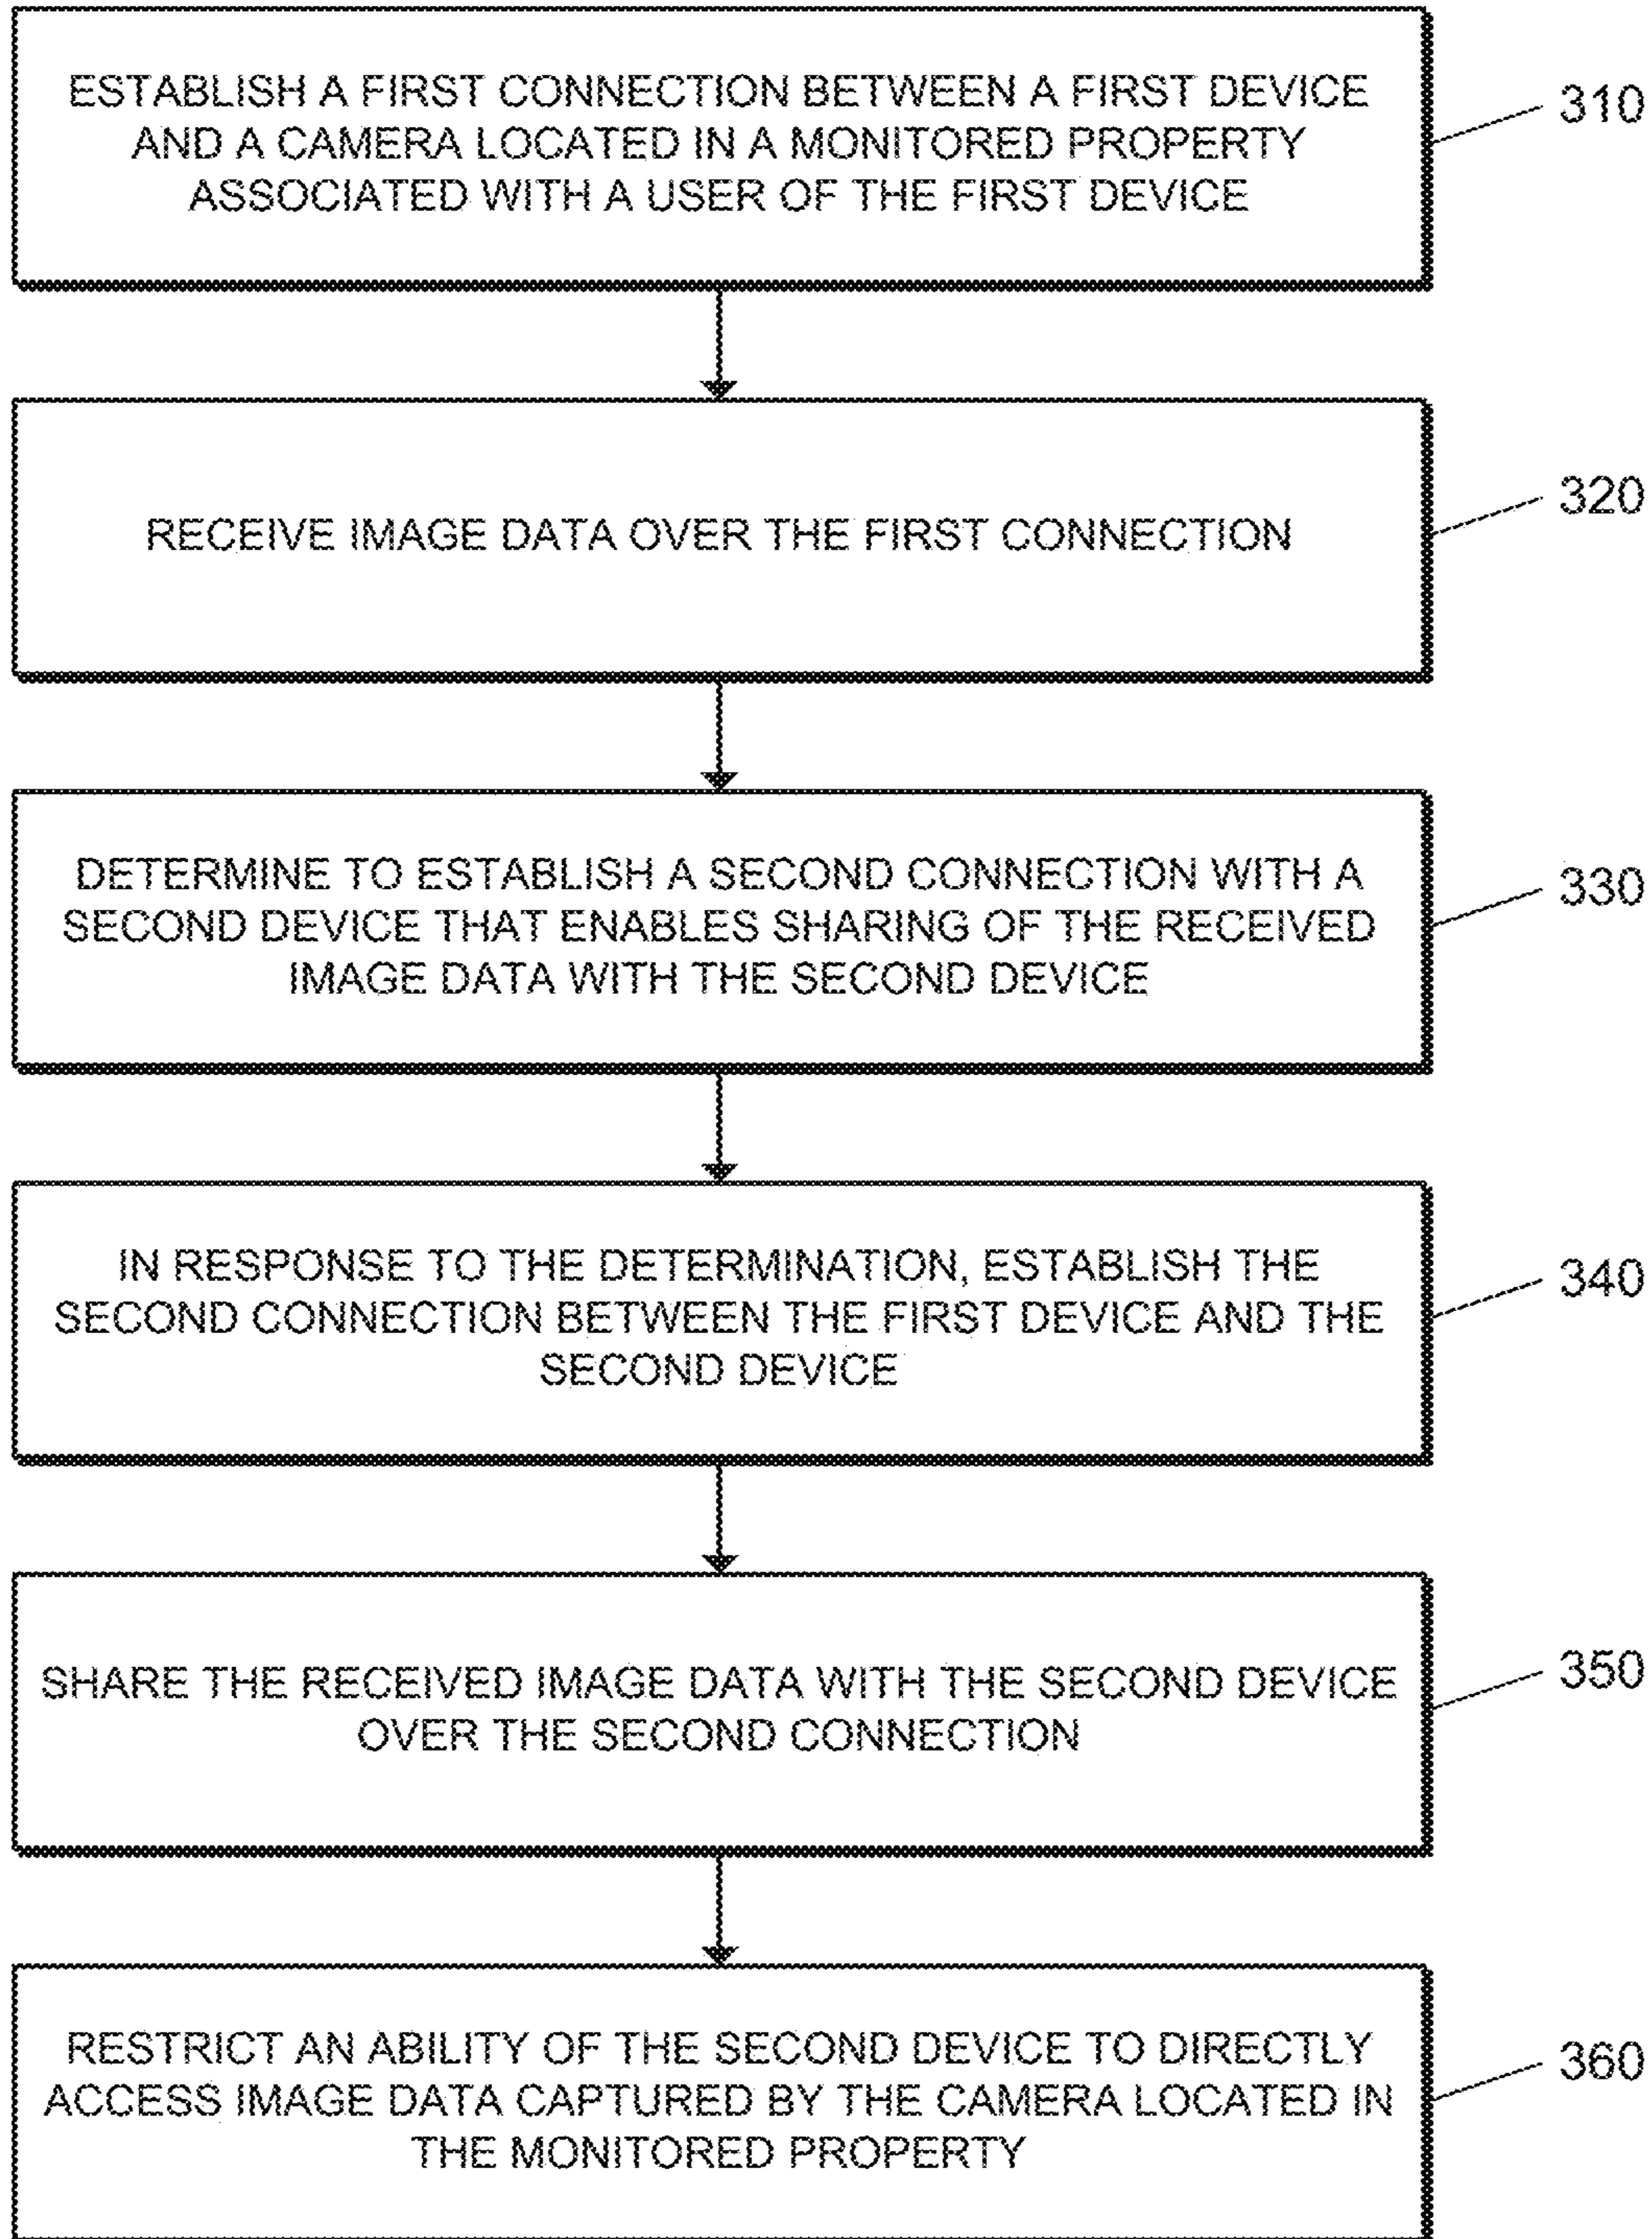 ESTABLISH A FIRST CONNECTION BETWEEN A FIRST DEVICE
AND A CAMERA LOCATED IN A MONITORED PROPERTY
ASSOCIATED WITH A USER OF THE FIRST DEVICE
310
RECEIVE IMAGE DATA OVER THE FIRST CONNECTION
320
DETERMINE TO ESTABLISH A SECOND CONNECTION WITH A
SECOND DEVICE THAT ENABLES SHARING OF THE RECEIVED
IMAGE DATA WITH THE SECOND DEVICE
330
IN RESPONSE TO THE DETERMINATION, ESTABLISH THE
SECOND CONNECTION BETWEEN THE FIRST DEVICE AND THE
SECOND DEVICE
340
SHARE THE RECEIVED IMAGE DATA WITH THE SECOND DEVICE
OVER THE SECOND CONNECTION
350
RESTRICT AN ABILITY OF THE SECOND DEVICE TO DIRECTLY
ACCESS IMAGE DATA CAPTURED BY THE CAMERA LOCATED IN
THE MONITORED PROPERTY
360